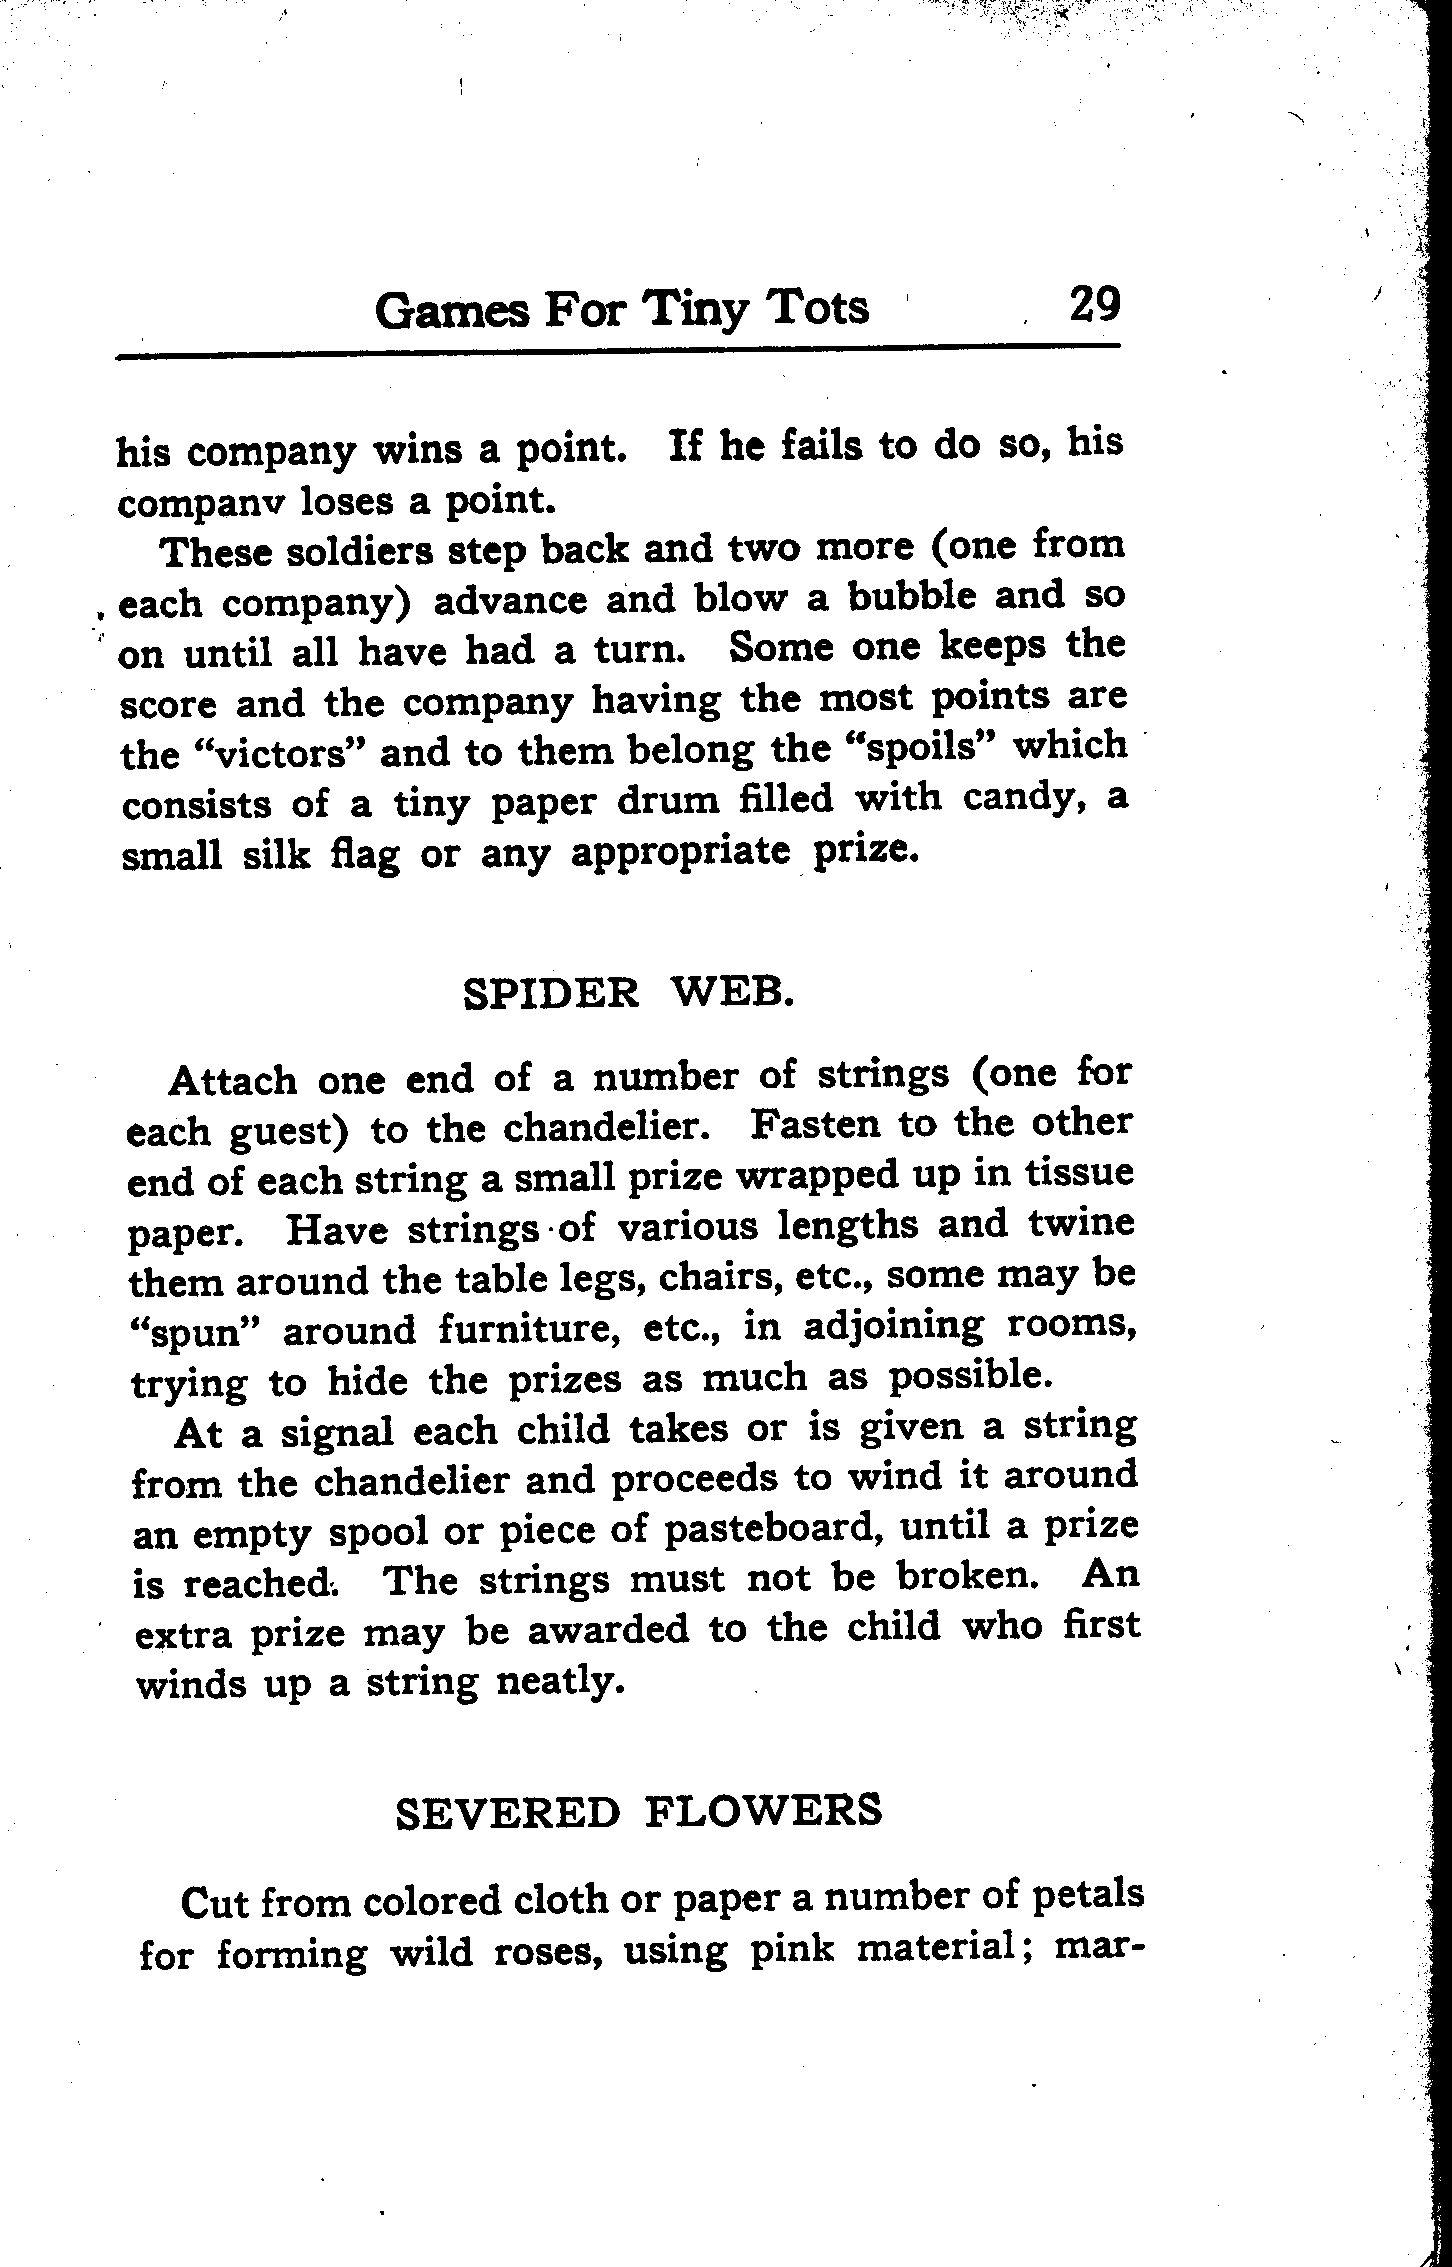 Games For Tiny Tots 29
his company wins a point. If he fails to do so, his
company loses a point.
These soldiers step back and two more (one from
each company) advance and blow a bubble and so
on until all have had a turn. Some one keeps the
score and the company having the most points are
the “victors” and to them belong the “spoils” which
consists of a tiny paper drum filled with candy, a
small silk flag or any appropriate prize.
SPIDER WEB.
Attach one end of a number of strings (one for
each guest) to the chandelier. Fasten to the other
end of each string a small prize wrapped up in tissue
paper. Have strings of various lengths and twine
them around the table legs, chairs, etc., some may be
“spun” around furniture, etc., in adjoining rooms,
trying to hide the prizes as much as possible.
At a signal each child takes or is given a string
from the chandelier and proceeds to wind it around
an empty spool or piece of pasteboard, until a prize
is reached. The strings must not be broken. An
extra prize may be awarded to the child who first
winds up a string neatly.
SEVERED FLOWERS
Cut from colored cloth or paper a number of petals
for forming wild roses, using pink material; mar-